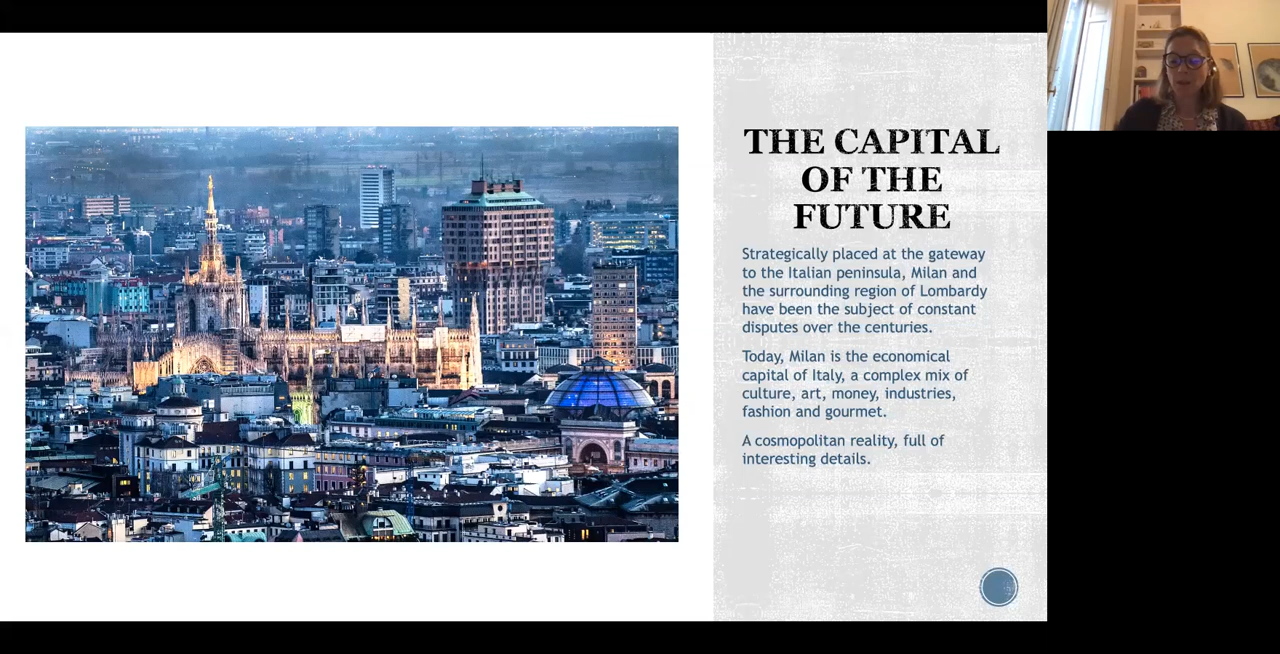 THE CAPITAL
OF THE
FUTURE
Strategically placed at the gateway
to the Italian peninsula, Milan and
the surrounding region of Lombardy
have been the subject of constant
disputes over the centuries.
Today, Milan is the economical
capital of Italy, a complex mix of
culture, art, money, industries,
fashion and gourmet.
A cosmopolitan reality, full of
interesting details.